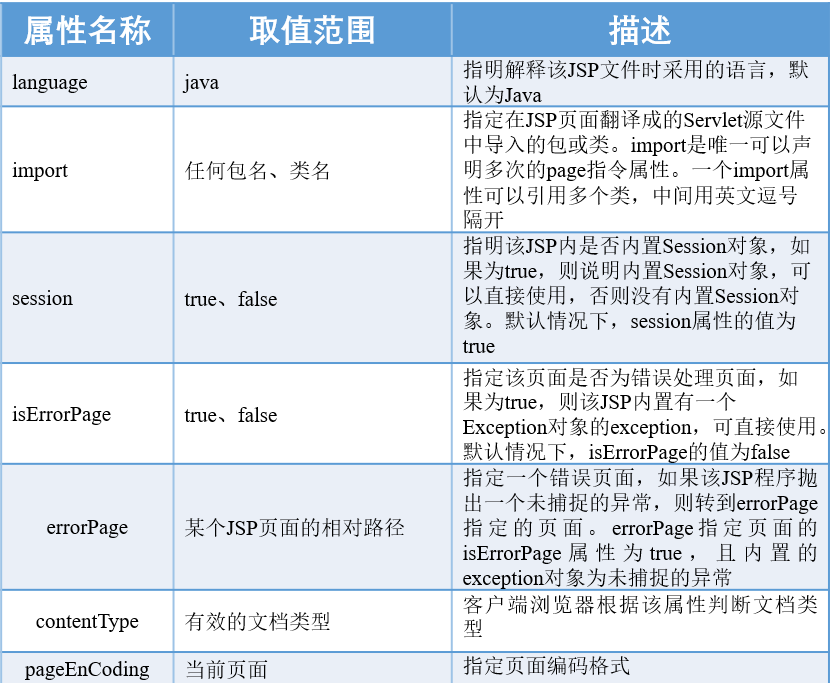 属性名称 取值范围 描述
language java 指明解释该JSP文件时采用的语言，默
认为Java
import 任何包名、类名 指定在JSP页面翻译成的Servlet源文件
中导入的包或类。import是唯一可以声
明多次的page指令属性。一个import属
性可以引用多个类，中间用英文逗号
隔开
session true、false 指明该JSP内是否内置Session对象，如
果为true，则说明内置Session对象，可
以直接使用，否则没有内置Session对
象。默认情况下，session属性的值为
true
isErrorPage true、false 指定该页面是否为错误处理页面，如
果为true，则该JSP内置有一个
Exception对象的exception，可直接使用。
默认情况下，isErrorPage的值为false
errorPage 某个JSP页面的相对路径 指定一个错误页面，如果该JSP程序抛
出一个未捕捉的异常，则转到errorPage
指定的页面。errorPage指定页面的
isErrorPage属性为true，且内置的
exception对象为未捕捉的异常
contentType 有效的文档类型 客户端浏览器根据该属性判断文档类
型
pageEnCoding 当前页面 指定页面编码格式